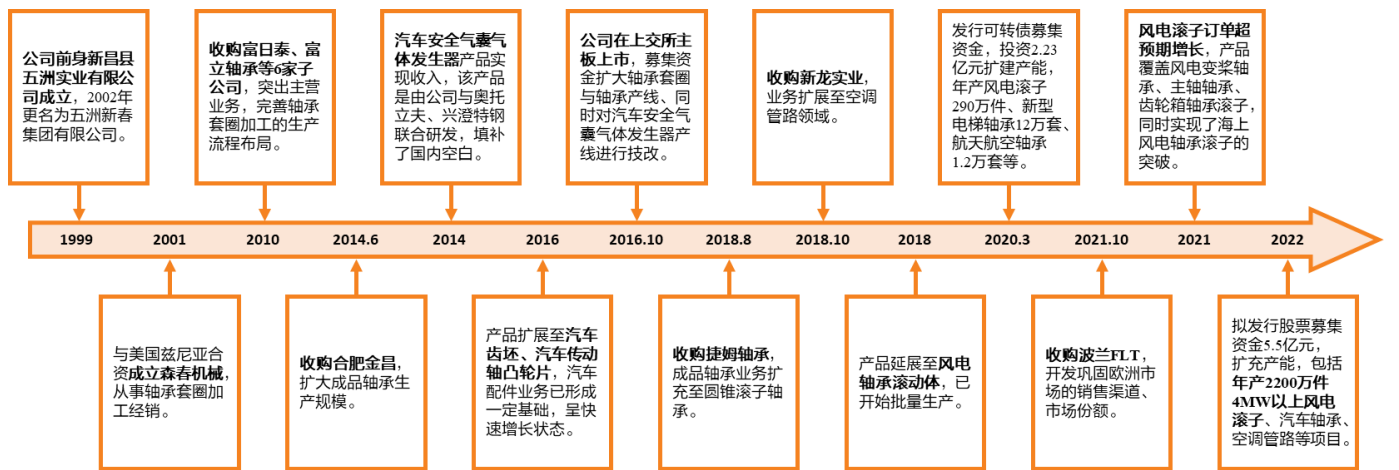 公司前身新昌县
五洲实业有限公
司成立，2002年
更名为五洲新春
集团有限公司。
收购富日泰、富
立轴承等6家子
公司，突出主营
业务，完善轴承
套圈加工的生产
流程布局。
汽车安全气囊气
体发生器产品实
现收入，该产品
是由公司与奥托
立夫、兴澄特钢
联合研发，填补
了国内空白。
公司在上交所主
板上市，募集资
金扩大轴承套圈
与轴承产线、同
时对汽车安全气
囊气体发生器产
线进行技改。
收购新龙实业，
业务扩展至空调
管路领域。
发行可转债募集
资金，投资2.23
亿元扩建产能，
年产风电滚子
290万件、新型
电梯轴承12万套、
航天航空轴承
1.2万套等。
风电滚子订单超
预期增长，产品
覆盖风电变桨轴
承、主轴轴承、
齿轮箱轴承滚子，
同时实现了海上
风电轴承滚子的
突破。
1999 2001 2010 2014.6 2014 2016 2016.10 2018.8 2018.10 2018 2020.3 2021.10 2021 2022
与美国兹尼亚合
资成立森春机械，
从事轴承套圈加
工经销。
收购合肥金昌，
扩大成品轴承生
产规模。
产品扩展至汽车
齿坯、汽车传动
轴凸轮片，汽车
配件业务已形成
一定基础，呈快
速增长状态。
收购捷姆轴承，
成品轴承业务扩
充至圆锥滚子轴
承。
产品延展至风电
轴承滚动体，已
开始批量生产。
收购波兰FLT，
开发巩固欧洲市
场的销售渠道、
市场份额。
拟发行股票募集
资金5.5亿元，
扩充产能，包括
年产2200万件
4MW以上风电
滚子、汽车轴承、
空调管路等项目。